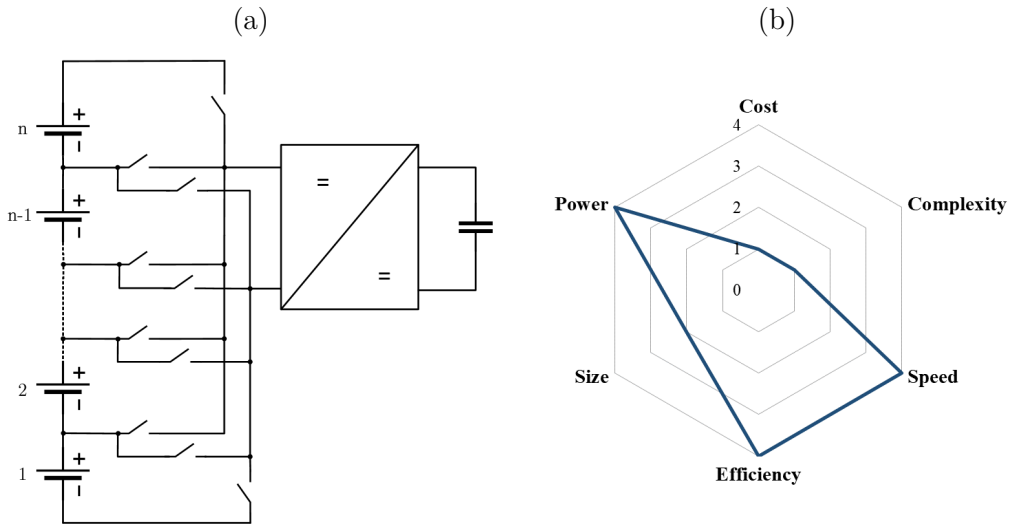 (a)
(b)
n
+
−
n-1
+
−
2
+
−
1
+
−
=
=
Cost
Complexity
Speed
Efficiency
Size
Power
4
3
2
1
0